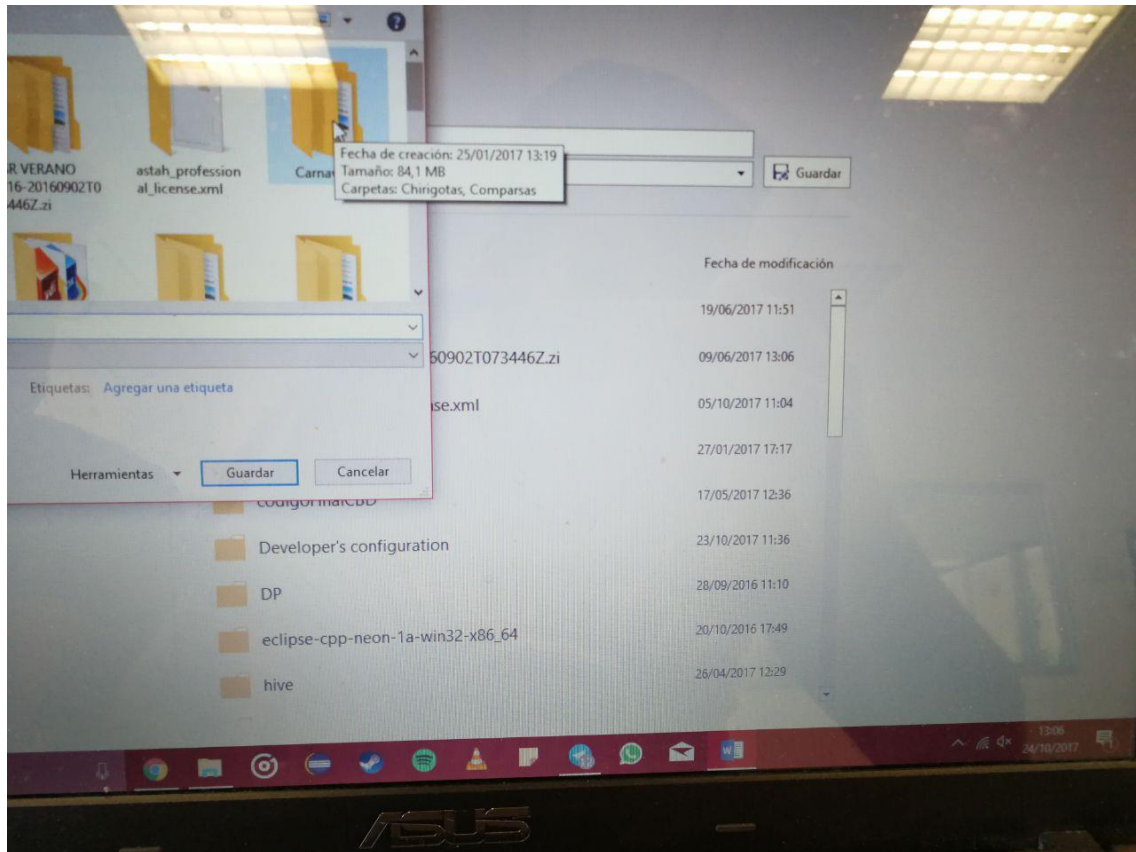 R VERANO
16-20160902T0
446Z.zi
astah_profession
al_license.xml
Carna
Fecha de creación: 25/01/2017 13:19
Tamaño: 84,1 MB
Carpetas: Chirigotas, Comparsas
Guardar
Etiquetas: Agregar una etiqueta
Herramientas
Guardar
Cancelar
Fecha de modificación
19/06/2017 11:51
60902T073446Z.zi 09/06/2017 13:06
se.xml 05/10/2017 11:04
27/01/2017 17:17
codigoFinalCBD 17/05/2017 12:36
Developer's configuration 23/10/2017 11:36
DP 28/09/2016 11:10
eclipse-cpp-neon-1a-win32-x86_64 20/10/2016 17:49
hive 26/04/2017 12:29
13:06
24/10/2017
ASUS